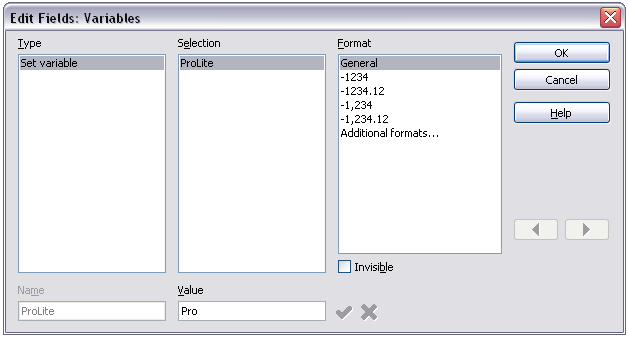 Edit Fields: Variables
Type
Selection
Format
Set variable
ProLite
General
-1234
-1234.12
-1,234
-1,234.12
Additional formats...
OK
Cancel
Help
Invisible
Name
Value
ProLite
Pro